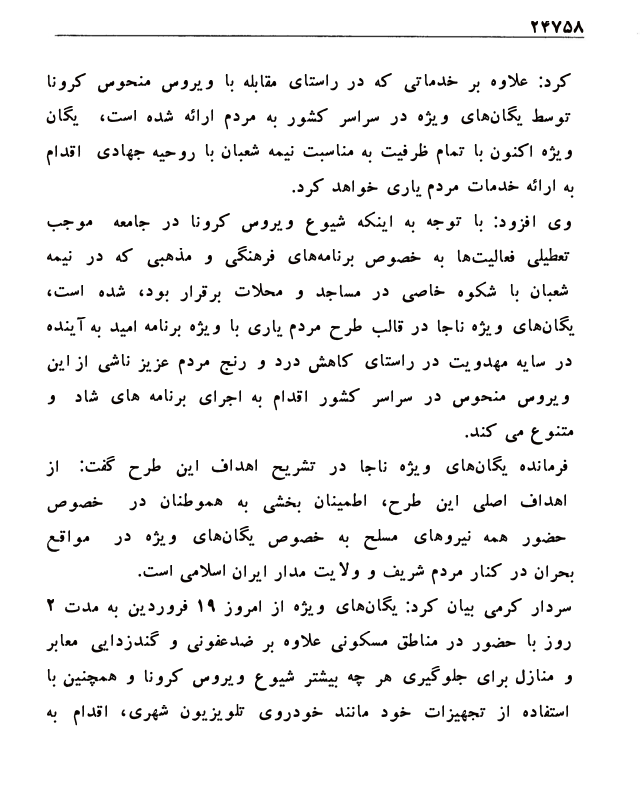 ۲۴۷۵۸
کرد: علاوه بر خدماتی که در راستای مقابله با ویروس منحوس کرونا
توسط یگان‌های ویژه در سراسر کشور به مردم ارائه شده است، یگان
ویژه اکنون با تمام ظرفیت به مناسبت نیمه شعبان با روحیه جهادی اقدام
به ارائه خدمات مردم یاری خواهد کرد.
وی افزود: با توجه به اینکه شیوع ویروس کرونا در جامعه موجب
تعطیلی فعالیت‌ها به خصوص برنامه‌های فرهنگی و مذهبی که در نیمه
شعبان با شکوه خاصی در مساجد و محلات برقرار بود، شده است،
یگان‌های ویژه ناجا در قالب طرح مردم یاری با ویژه برنامه امید به آینده
در سایه مهدویت در راستای کاهش درد و رنج مردم عزیز ناشی از این
ویروس منحوس در سراسر کشور اقدام به اجرای برنامه های شاد و
متنوع می کند.
فرمانده یگان‌های ویژه ناجا در تشریح اهداف این طرح گفت: از
اهداف اصلی این طرح، اطمینان بخشی به هموطنان در خصوص
حضور همه نیروهای مسلح به خصوص یگان‌های ویژه در مواقع
بحران در کنار مردم شریف و ولایت مدار ایران اسلامی است.
سردار کرمی بیان کرد: یگان‌های ویژه از امروز ۱۹ فروردین به مدت ۲
روز با حضور در مناطق مسکونی علاوه بر ضدعفونی و گندزدایی معابر
و منازل برای جلوگیری هر چه بیشتر شیوع ویروس کرونا و همچنین با
استفاده از تجهیزات خود مانند خودروی تلویزیون شهری، اقدام به